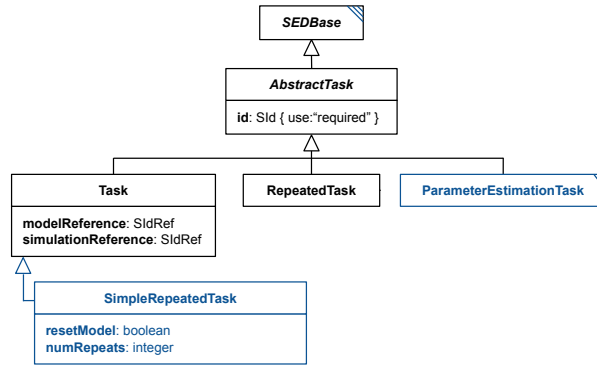 SEDBase
AbstractTask
id: SId { use:“required” }
Task
RepeatedTask
ParameterEstimationTask
modelReference: SIdRef
simulationReference: SIdRef
SimpleRepeatedTask
resetModel: boolean
numRepeats: integer